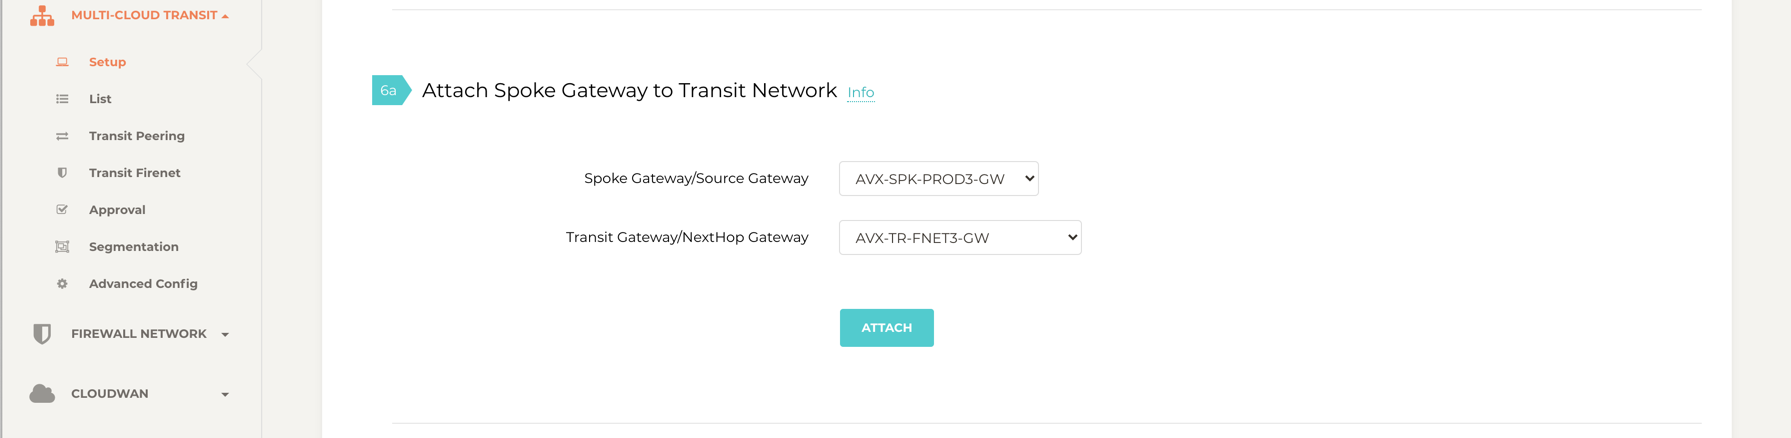 MULTI-CLOUD TRANSIT
Setup
List
Transit Peering
Transit Firenet
Approval
Segmentation
Advanced Config
FIREWALL NETWORK
CLOUDWAN
6a Attach Spoke Gateway to Transit Network Info
Spoke Gateway/Source Gateway AVX-SPK-PROD3-GW
Transit Gateway/NextHop Gateway AVX-TR-FNET3-GW
ATTACH